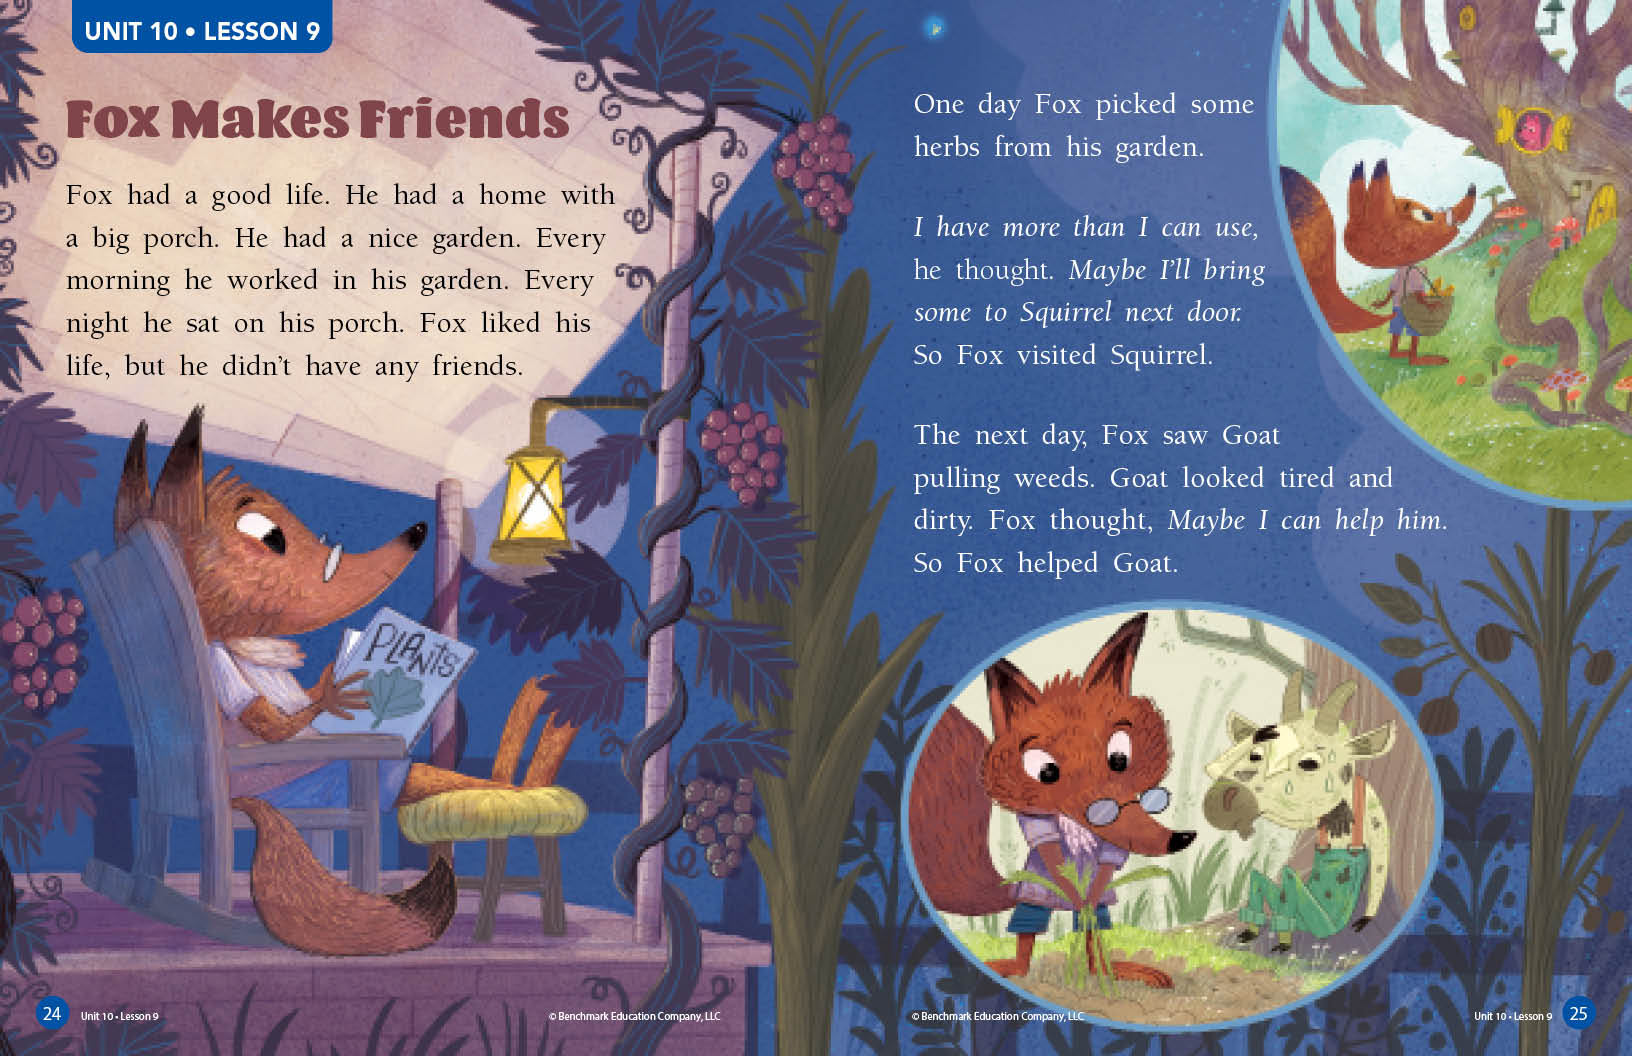 UNIT 10 • LESSON 9
Fox Makes Friends
Fox had a good life. He had a home with
a big porch. He had a nice garden. Every
morning he worked in his garden. Every
night he sat on his porch. Fox liked his
life, but he didn’t have any friends.
PLANTS
24
Unit 10 • Lesson 9
© Benchmark Education Company, LLC
One day Fox picked some
herbs from his garden.
I have more than I can use,
he thought. Maybe I’ll bring
some to Squirrel next door.
So Fox visited Squirrel.
The next day, Fox saw Goat
pulling weeds. Goat looked tired and
dirty. Fox thought, Maybe I can help him.
So Fox helped Goat.
© Benchmark Education Company, LLC
Unit 10 • Lesson 9
25